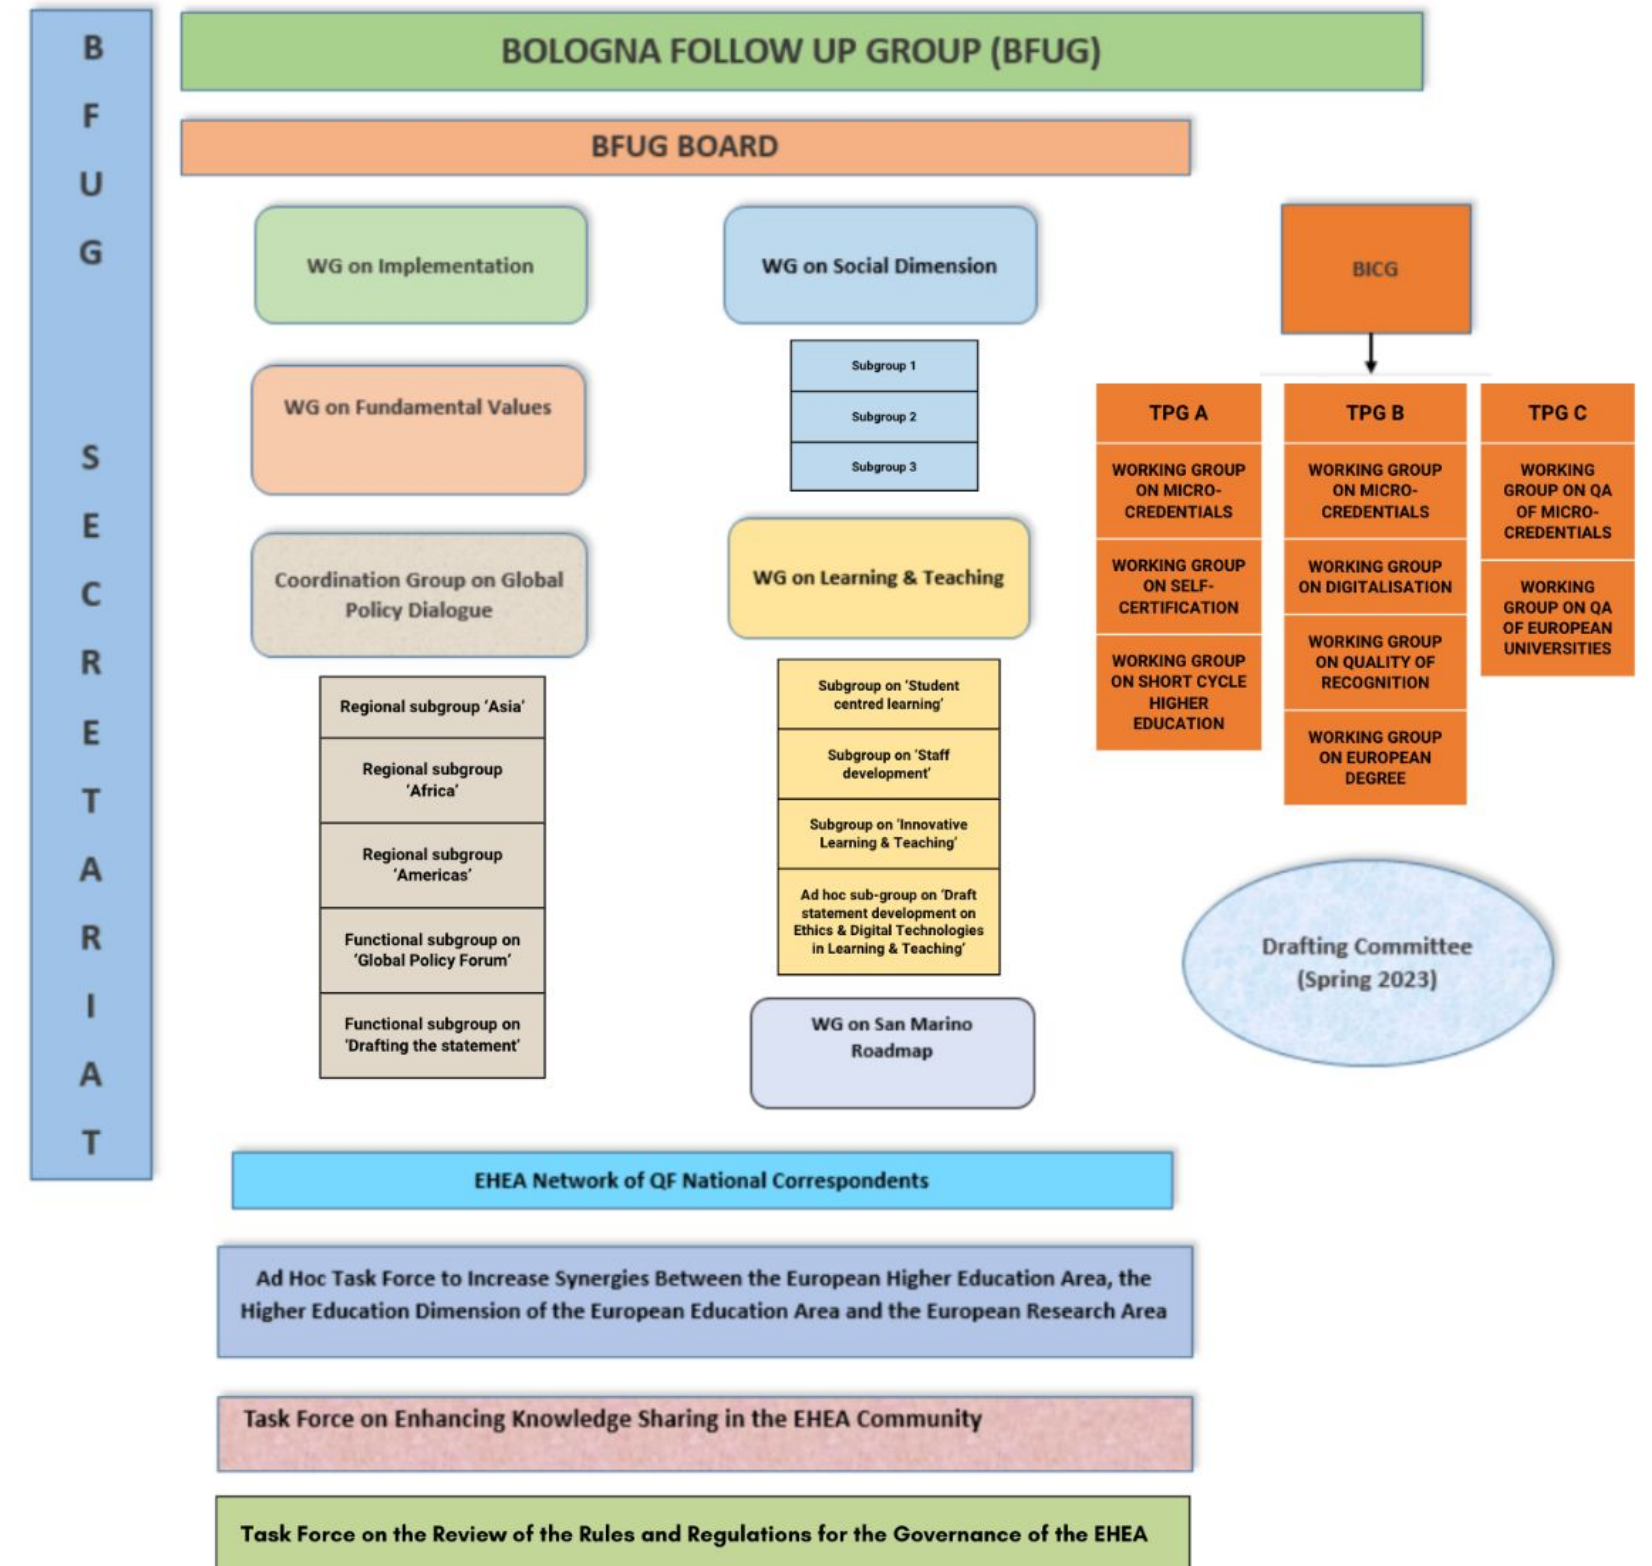 BFUG SECRETARIAT
BOLOGNA FOLLOW UP GROUP (BFUG)
BFUG BOARD
WG on Implementation
WG on Fundamental Values
Coordination Group on Global
Policy Dialogue
Regional subgroup ‘Asia’
Regional subgroup
‘Africa’
Regional subgroup
‘Americas’
Functional subgroup on
‘Global Policy Forum’
Functional subgroup on
‘Drafting the statement’
WG on Social Dimension
Subgroup 1
Subgroup 2
Subgroup 3
WG on Learning & Teaching
Subgroup on ‘Student
centred learning’
Subgroup on ‘Staff
development’
Subgroup on ‘Innovative
Learning & Teaching’
Ad hoc sub-group on ‘Draft
statement development on
Ethics & Digital Technologies
in Learning & Teaching’
WG on San Marino
Roadmap
BICG
TPG A
WORKING GROUP
ON MICRO-
CREDENTIALS
WORKING GROUP
ON SELF-
CERTIFICATION
WORKING GROUP
ON SHORT CYCLE
HIGHER
EDUCATION
TPG B
WORKING GROUP
ON MICRO-
CREDENTIALS
WORKING GROUP
ON DIGITALISATION
WORKING GROUP
ON QUALITY OF
RECOGNITION
WORKING GROUP
ON EUROPEAN
DEGREE
TPG C
WORKING
GROUP ON QA
OF MICRO-
CREDENTIALS
WORKING
GROUP ON QA
OF EUROPEAN
UNIVERSITIES
Drafting Committee
(Spring 2023)
EHEA Network of QF National Correspondents
Ad Hoc Task Force to Increase Synergies Between the European Higher Education Area, the
Higher Education Dimension of the European Education Area and the European Research Area
Task Force on Enhancing Knowledge Sharing in the EHEA Community
Task Force on the Review of the Rules and Regulations for the Governance of the EHEA